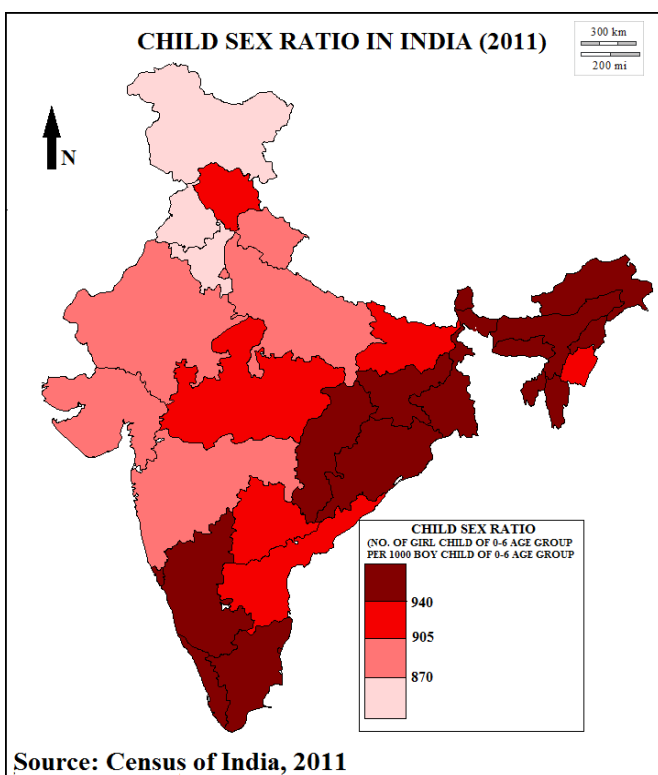 CHILD SEX RATIO IN INDIA (2011)
300 km
200 mi
N
CHILD SEX RATIO
(NO. OF GIRL CHILD OF 0-6 AGE GROUP
PER 1000 BOY CHILD OF 0-6 AGE GROUP
940
905
870
Source: Census of India, 2011